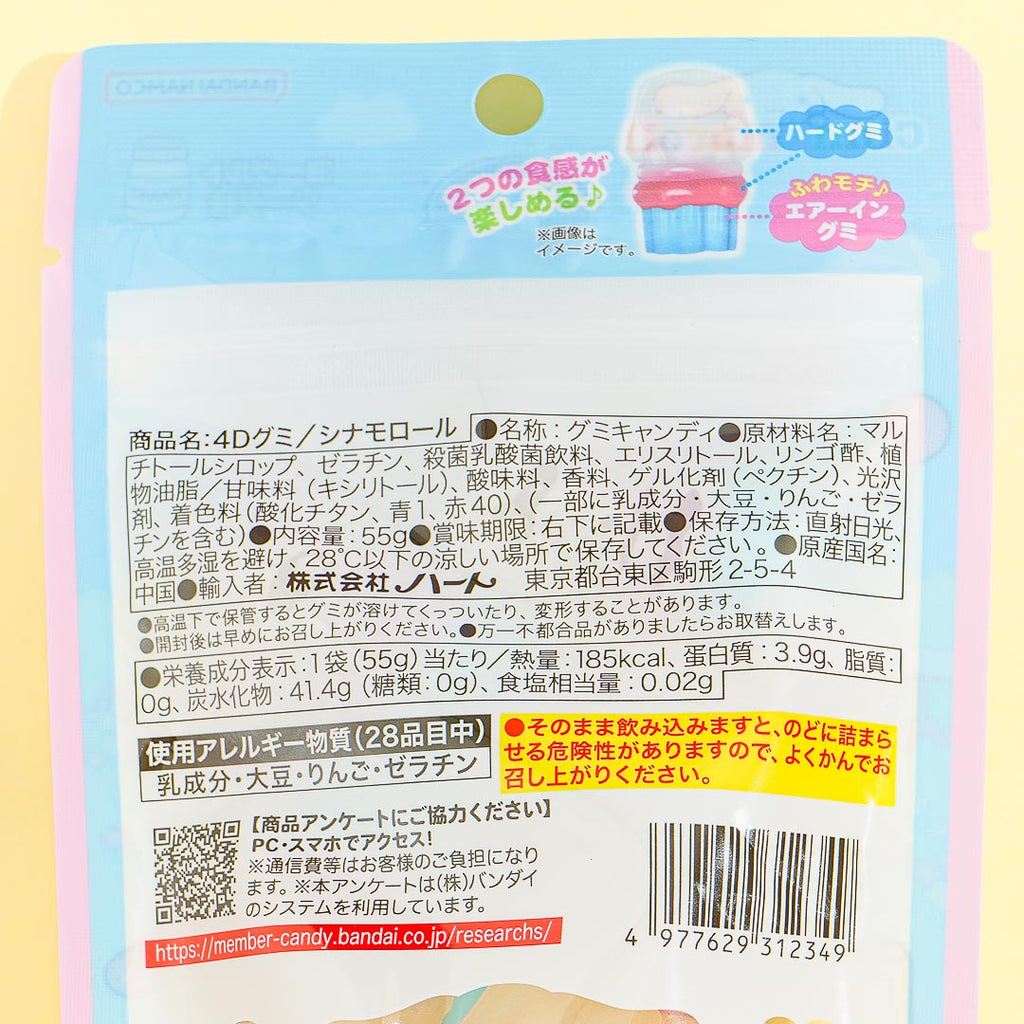 BANDAI NAMCO
ハードグミ
2つの食感が
楽しめる♪
ふわモチ♪
エアーイン
グミ
※画像は
イメージです。
商品名:4Dグミ/シナモロール ●名称:グミキャンディ●原材料名:マル
チトールシロップ、ゼラチン、殺菌乳酸菌飲料、エリスリトール、リンゴ酢、植
物油脂/甘味料(キシリトール)、酸味料、香料、ゲル化剤(ペクチン)、光沢
剤、着色料(酸化チタン、青1、赤40)、(一部に乳成分・大豆・りんご・ゼラ
チンを含む)●内容量:55g●賞味期限:右下に記載●保存方法:直射日光、
高温多湿を避け、28℃以下の涼しい場所で保存してください。●原産国名:
中国●輸入者:株式会社ハート 東京都台東区駒形2-5-4
●高温下で保管するとグミが溶けてくっついたり、変形することがあります。
●開封後は早めにお召し上がりください。●万一不都合品がありましたらお取替えします。
●栄養成分表示:1袋(55g)当たり/熱量:185kcal、蛋白質:3.9g、脂質:
0g、炭水化物:41.4g(糖類:0g)、食塩相当量:0.02g
使用アレルギー物質(28品目中)
乳成分・大豆・りんご・ゼラチン
●そのまま飲み込みますと、のどに詰まら
せる危険性がありますので、よくかんでお
召し上がりください。
【商品アンケートにご協力ください】
PC・スマホでアクセス!
※通信費等はお客様のご負担になり
ます。※本アンケートは(株)バンダイ
のシステムを利用しています。
https://member-candy.bandai.co.jp/researchs/
4 977629 312349